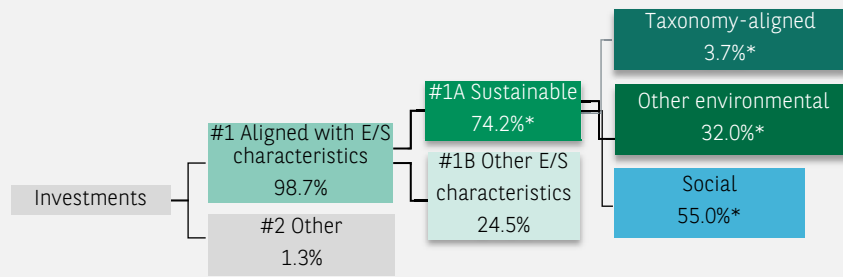 Investments
#1 Aligned with E/S
characteristics
98.7%
#2 Other
1.3%
#1A Sustainable
74.2%*
#1B Other E/S
characteristics
24.5%
Taxonomy-aligned
3.7%*
Other environmental
32.0%*
Social
55.0%*